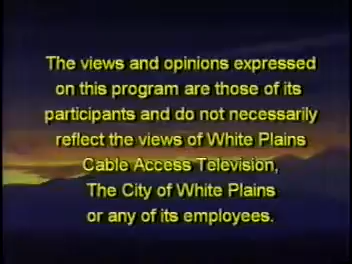 The views and opinions expressed
on this program are those of its
participants and do not necessarily
reflect the views of White Plains
Cable Access Television,
The City of White Plains
or any of its employees.